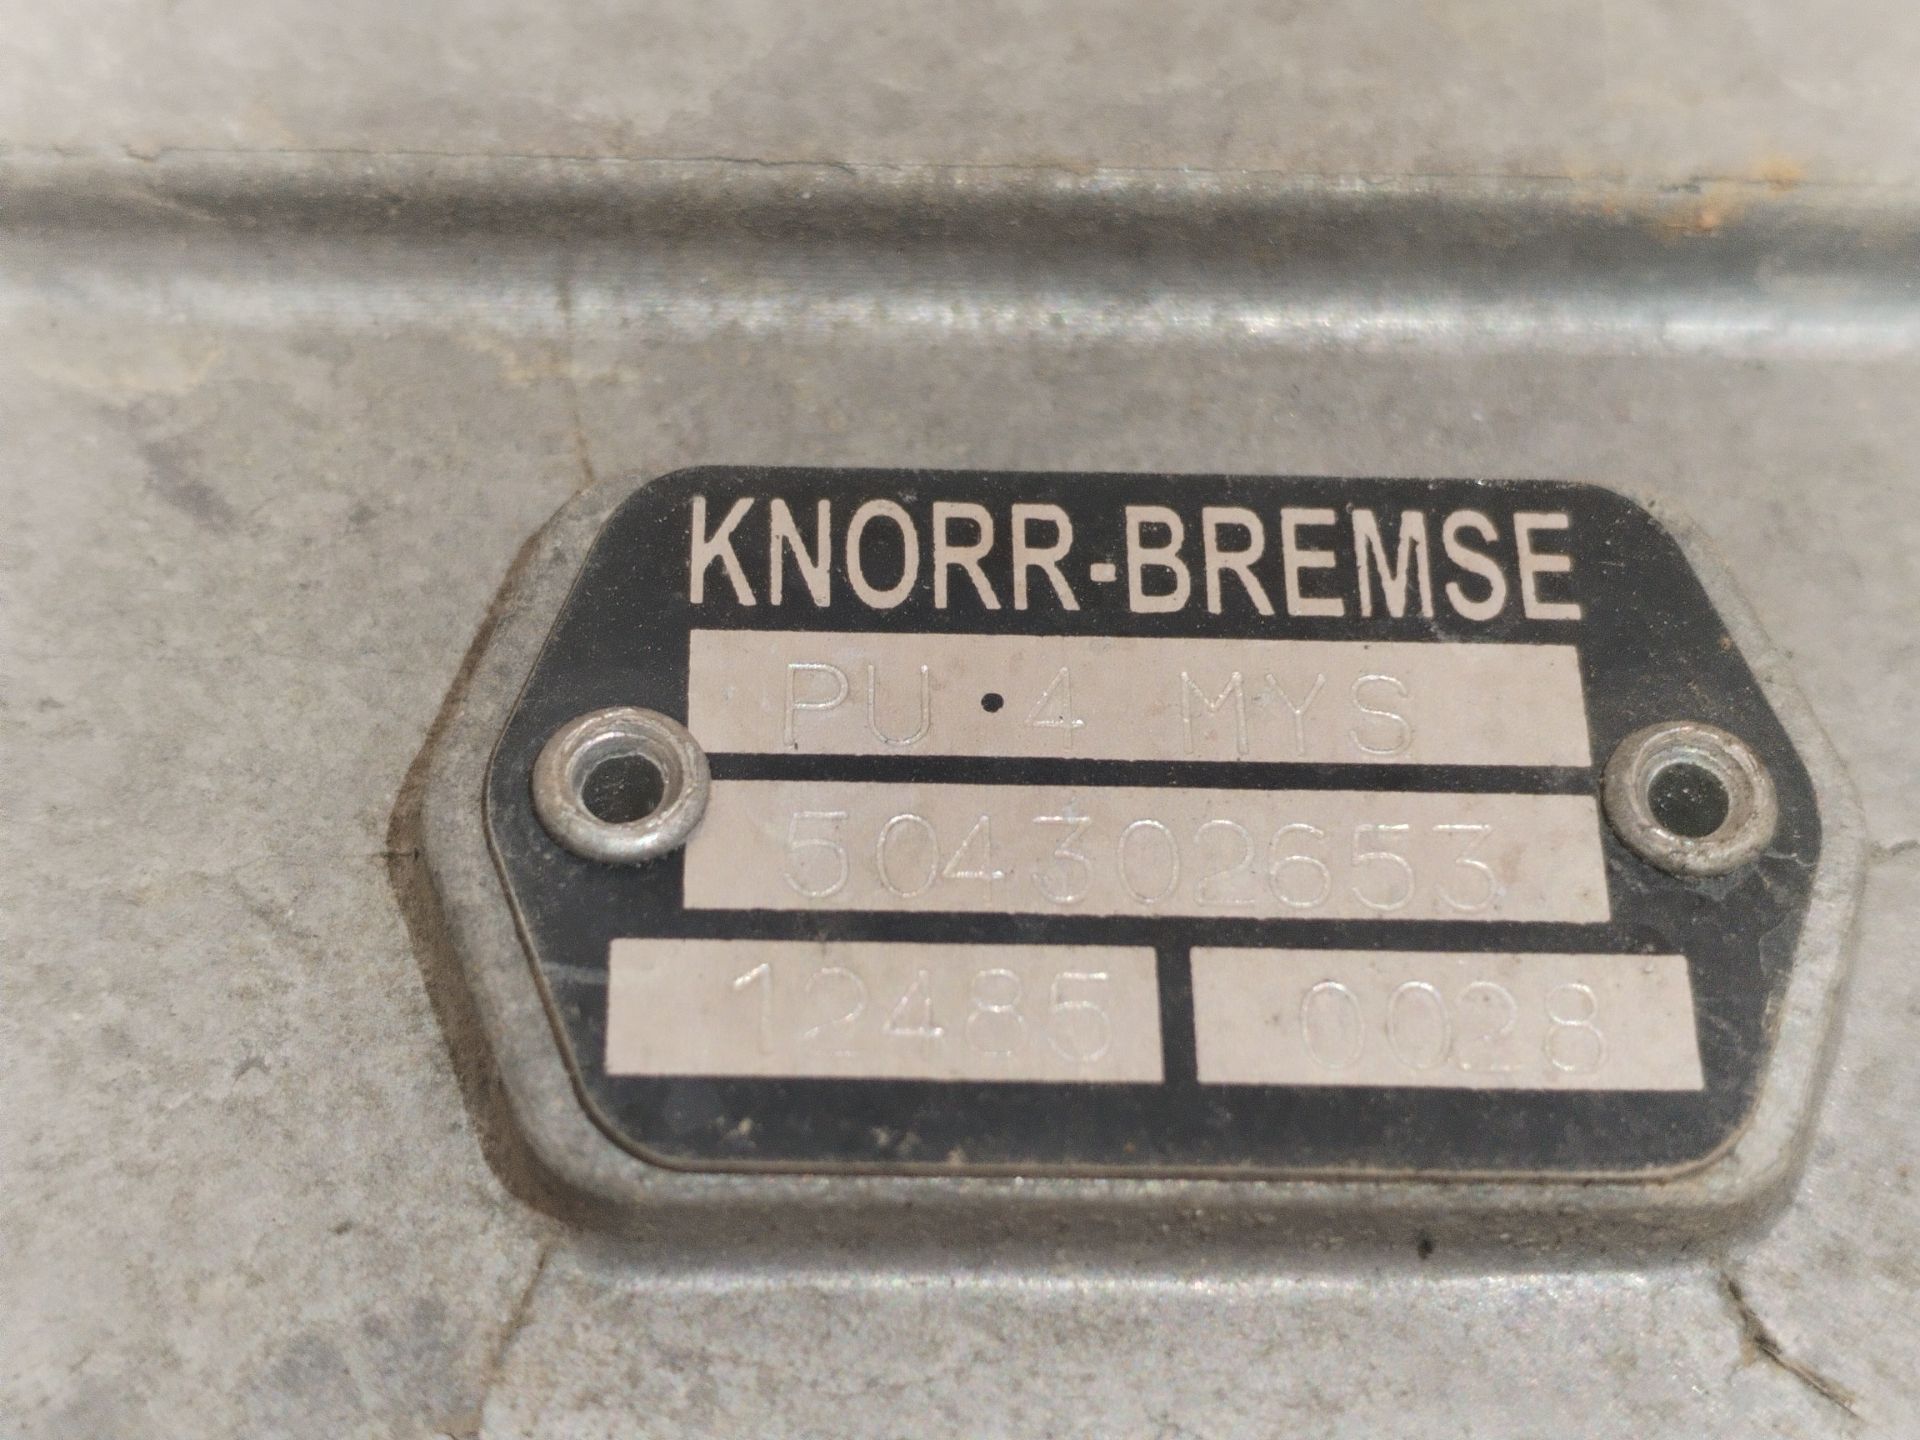 KNORR-BREMSE
PU·4 MYS
504302653
12485 0028